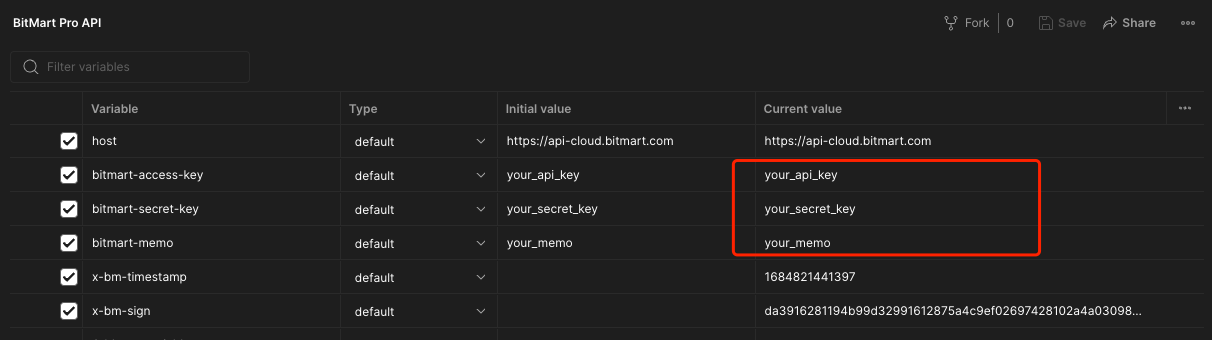 BitMart Pro API
Fork 0 Save Share
Filter variables
Variable Type Initial value Current value
host default https://api-cloud.bitmart.com https://api-cloud.bitmart.com
bitmart-access-key default your_api_key your_api_key
bitmart-secret-key default your_secret_key your_secret_key
bitmart-memo default your_memo your_memo
x-bm-timestamp default 1684821441397
x-bm-sign default da3916281194b99d32991612875a4c9ef02697428102a4a03098...